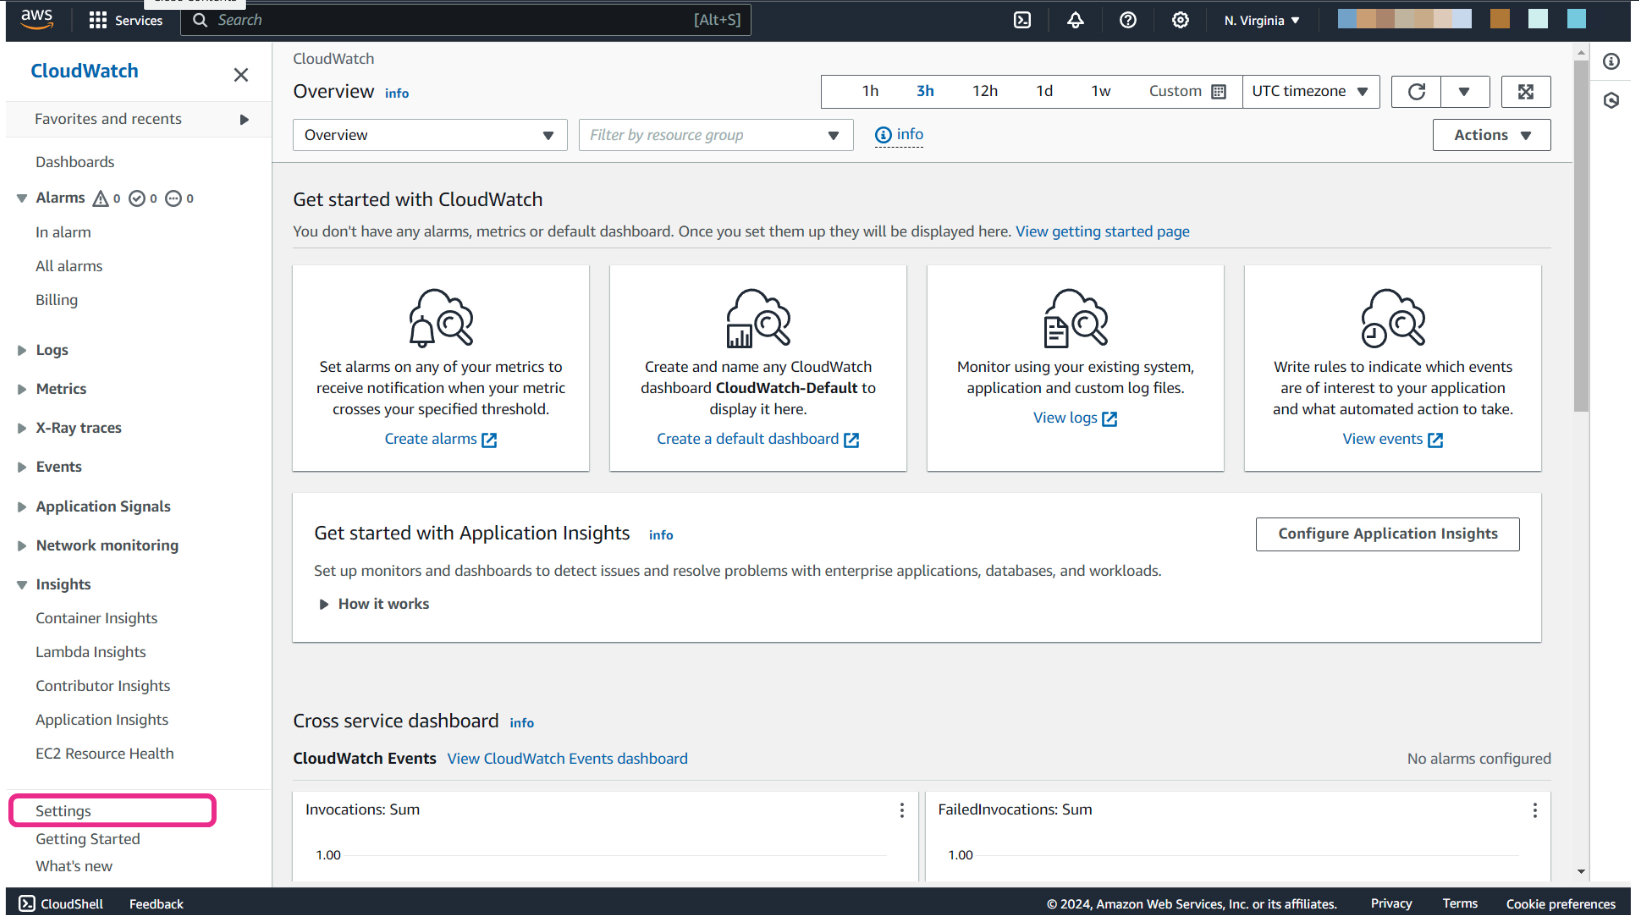 aws
Services
Search
[Alt+S]
N. Virginia
CloudWatch
Favorites and recents
Dashboards
Alarms 0 0 0
In alarm
All alarms
Billing
Logs
Metrics
X-Ray traces
Events
Application Signals
Network monitoring
Insights
Container Insights
Lambda Insights
Contributor Insights
Application Insights
EC2 Resource Health
Settings
Getting Started
What's new
CloudWatch
Overview info
1h 3h 12h 1d 1w Custom UTC timezone
Overview
Filter by resource group
info
Actions
Get started with CloudWatch
You don't have any alarms, metrics or default dashboard. Once you set them up they will be displayed here. View getting started page
Set alarms on any of your metrics to
receive notification when your metric
crosses your specified threshold.
Create alarms
Create and name any CloudWatch
dashboard CloudWatch-Default to
display it here.
Create a default dashboard
Monitor using your existing system,
application and custom log files.
View logs
Write rules to indicate which events
are of interest to your application
and what automated action to take.
View events
Get started with Application Insights info
Configure Application Insights
Set up monitors and dashboards to detect issues and resolve problems with enterprise applications, databases, and workloads.
How it works
Cross service dashboard info
CloudWatch Events View CloudWatch Events dashboard
No alarms configured
Invocations: Sum
1.00
FailedInvocations: Sum
1.00
CloudShell
Feedback
© 2024, Amazon Web Services, Inc. or its affiliates.
Privacy
Terms
Cookie preferences